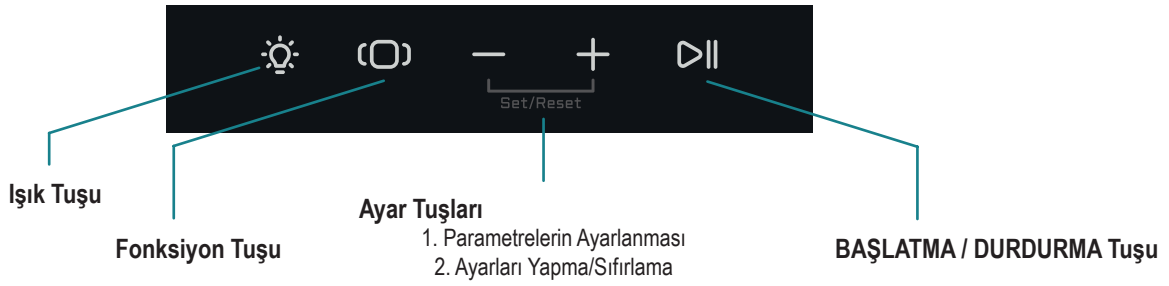 Set/Reset
Işık Tuşu
Fonksiyon Tuşu
Ayar Tuşları
1. Parametrelerin Ayarlanması
2. Ayarları Yapma/Sıfırlama
BAŞLATMA / DURDURMA Tuşu